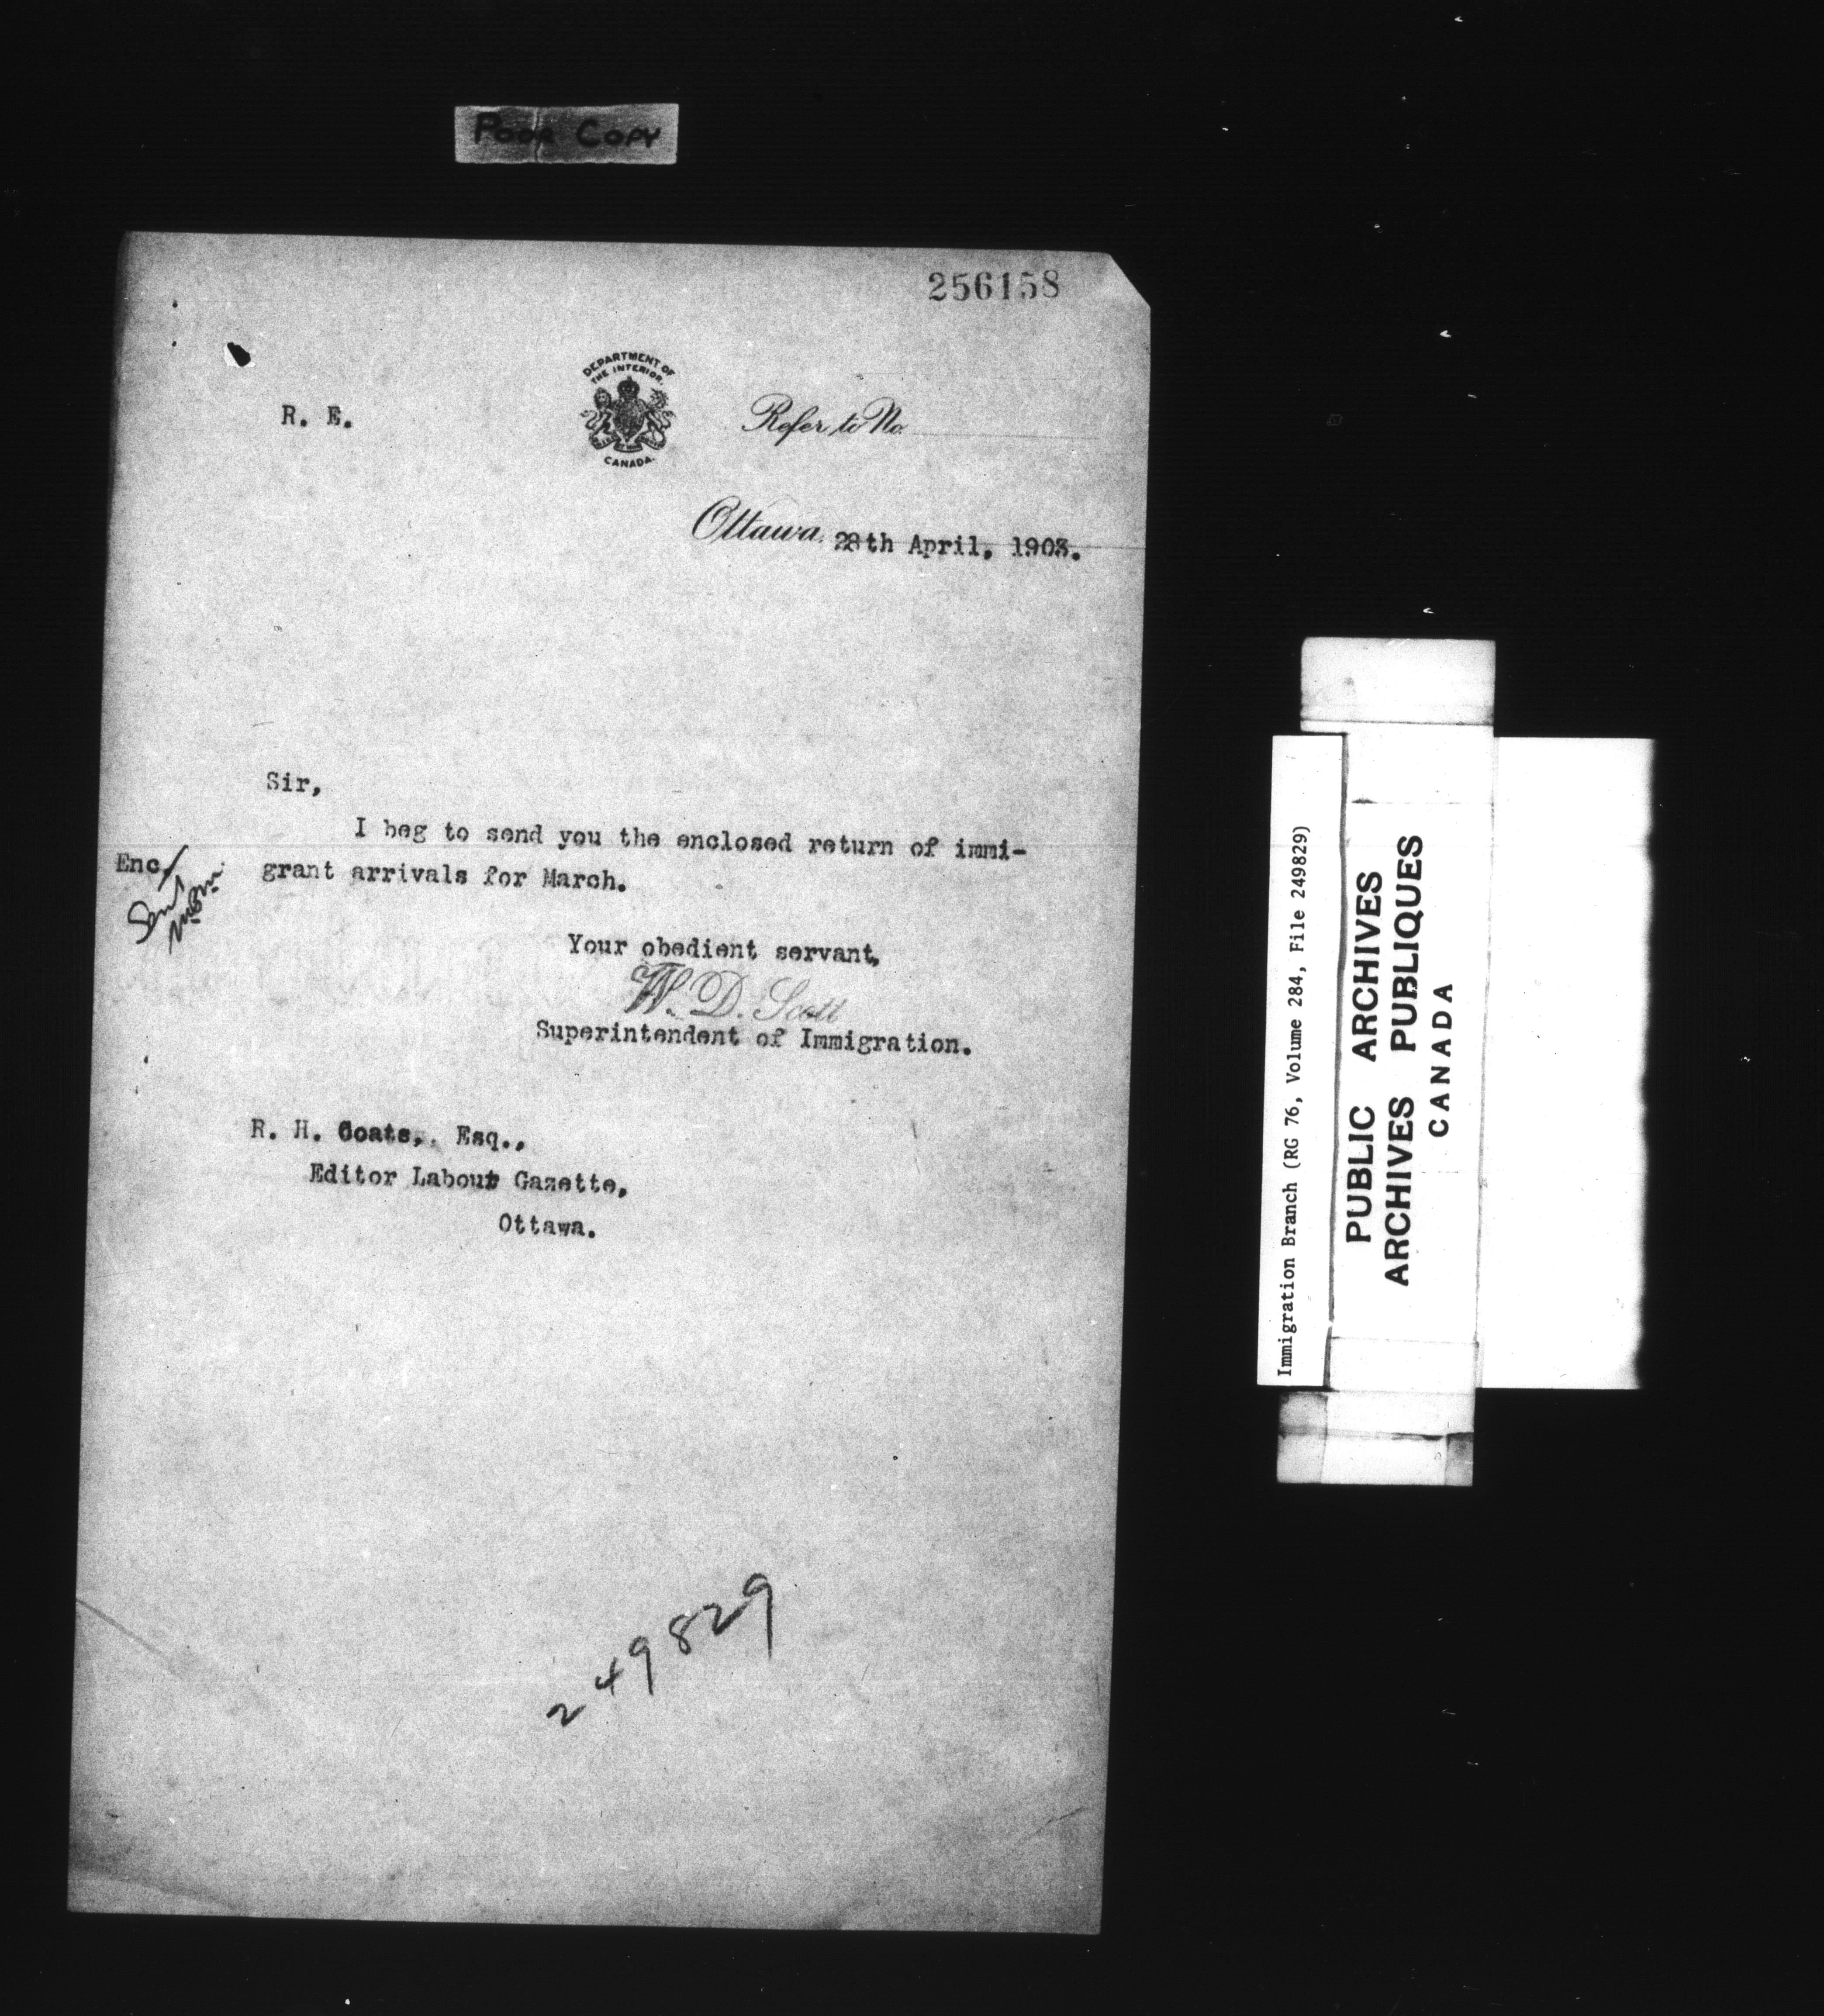 Poor Copy
256158
DEPARTMENT OF
THE INTERIOR.
CANADA.
R. E.
Refer to No.
Ottawa, 28th April, 1903.
Sir,
I beg to send you the enclosed return of immi-
Enc.
grant arrivals for March.
Sent
Your obedient servant,
W. D. Scott
Superintendent of Immigration.
R. H. Coats, Esq.,
Editor Labour Gazette,
Ottawa.
249829
Immigration Branch (RG 76, Volume 284, File 249829)
PUBLIC ARCHIVES
ARCHIVES PUBLIQUES
CANADA